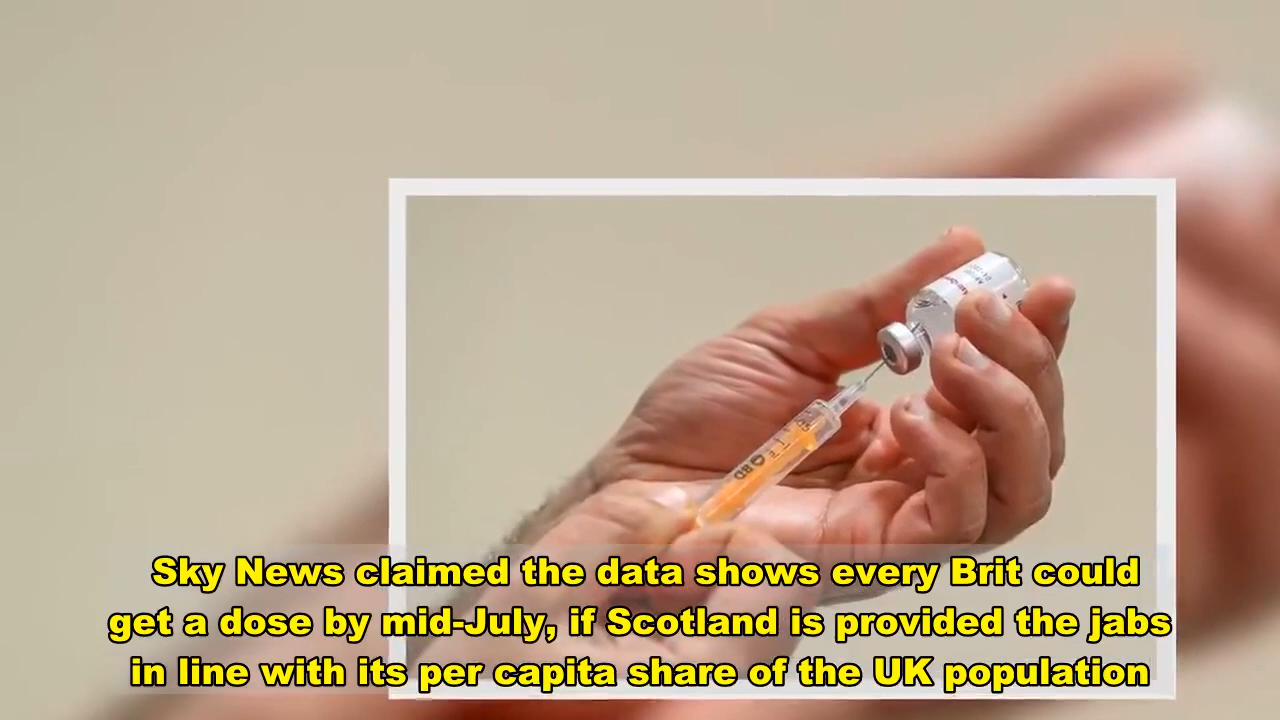 BD
Sky News claimed the data shows every Brit could
get a dose by mid-July, if Scotland is provided the jabs
in line with its per capita share of the UK population